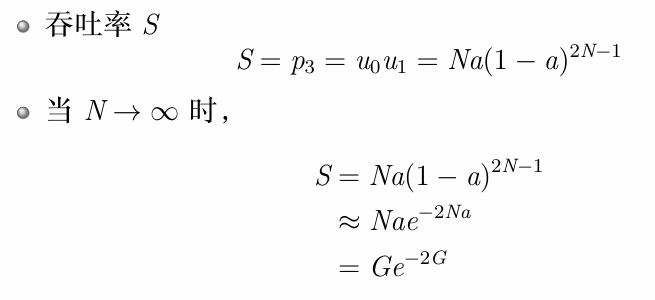 吞吐率 S
S = p₃ = u₀u₁ = Na(1 − a)²ᴺ⁻¹
当 N → ∞ 时，
S = Na(1 − a)²ᴺ⁻¹
≈ Nae⁻²ᴺᵃ
= Ge⁻²ᴳ